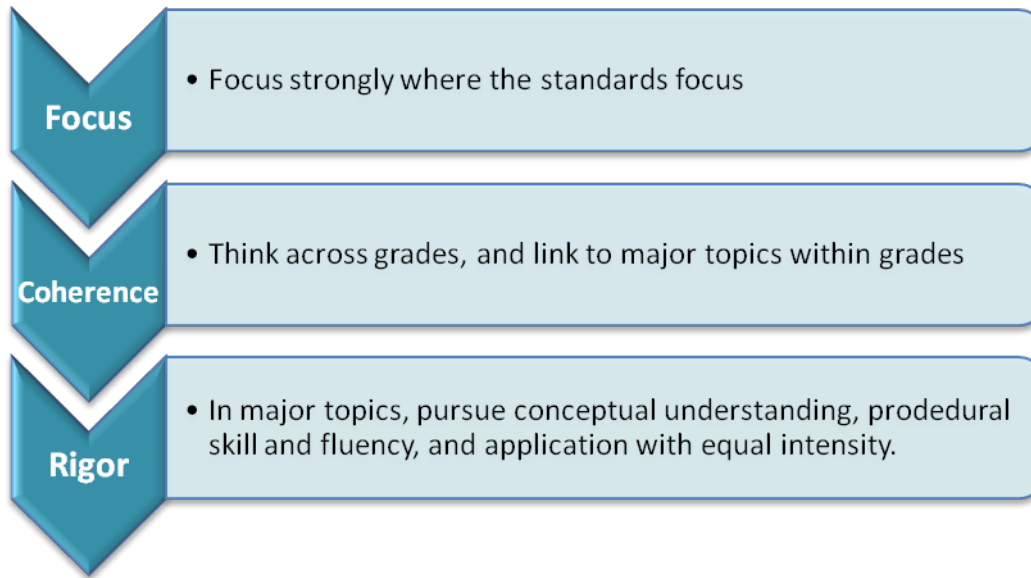 Focus
• Focus strongly where the standards focus
Coherence
• Think across grades, and link to major topics within grades
Rigor
• In major topics, pursue conceptual understanding, prodedural
skill and fluency, and application with equal intensity.